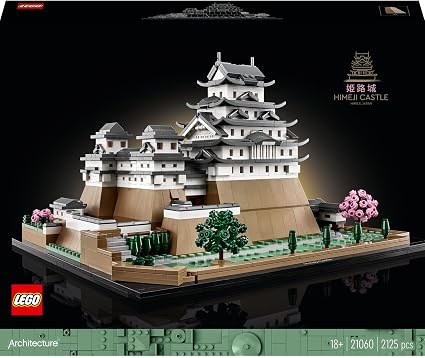 姫路城
HIMEJI CASTLE
HIMEJI, JAPAN
LEGO
Architecture
18+
21060
2125 pcs